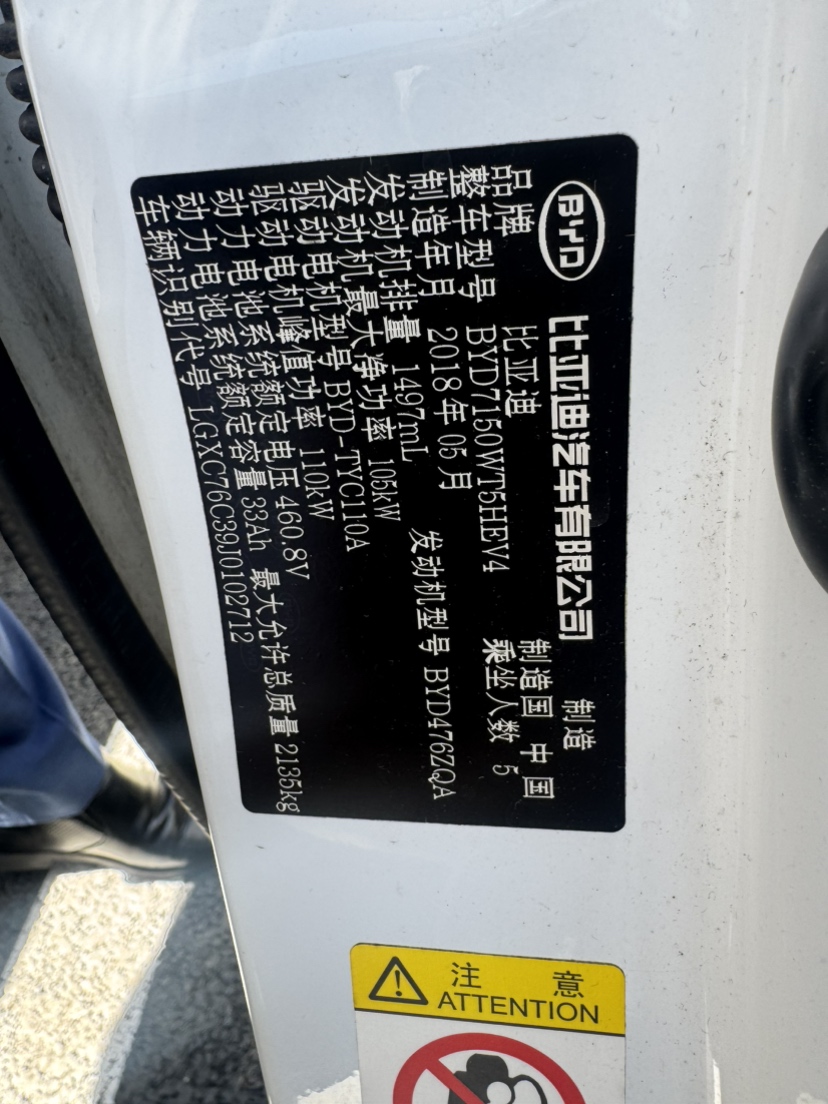 BYD 比亚迪汽车有限公司 制造
品牌 比亚迪 制造国 中国
整车型号 BYD7150WT5HEV4 乘坐人数 5
制造年月 2018年05月
发动机排量 1497mL 发动机型号 BYD476ZQA
发动机最大净功率 105kW
驱动电机型号 BYD-TYC110A
驱动电机峰值功率 110kW
动力电池系统额定电压 460.8V
动力电池系统额定容量 33Ah 最大允许总质量 2135kg
车辆识别代号 LGXC76C39J0102712
注意
ATTENTION